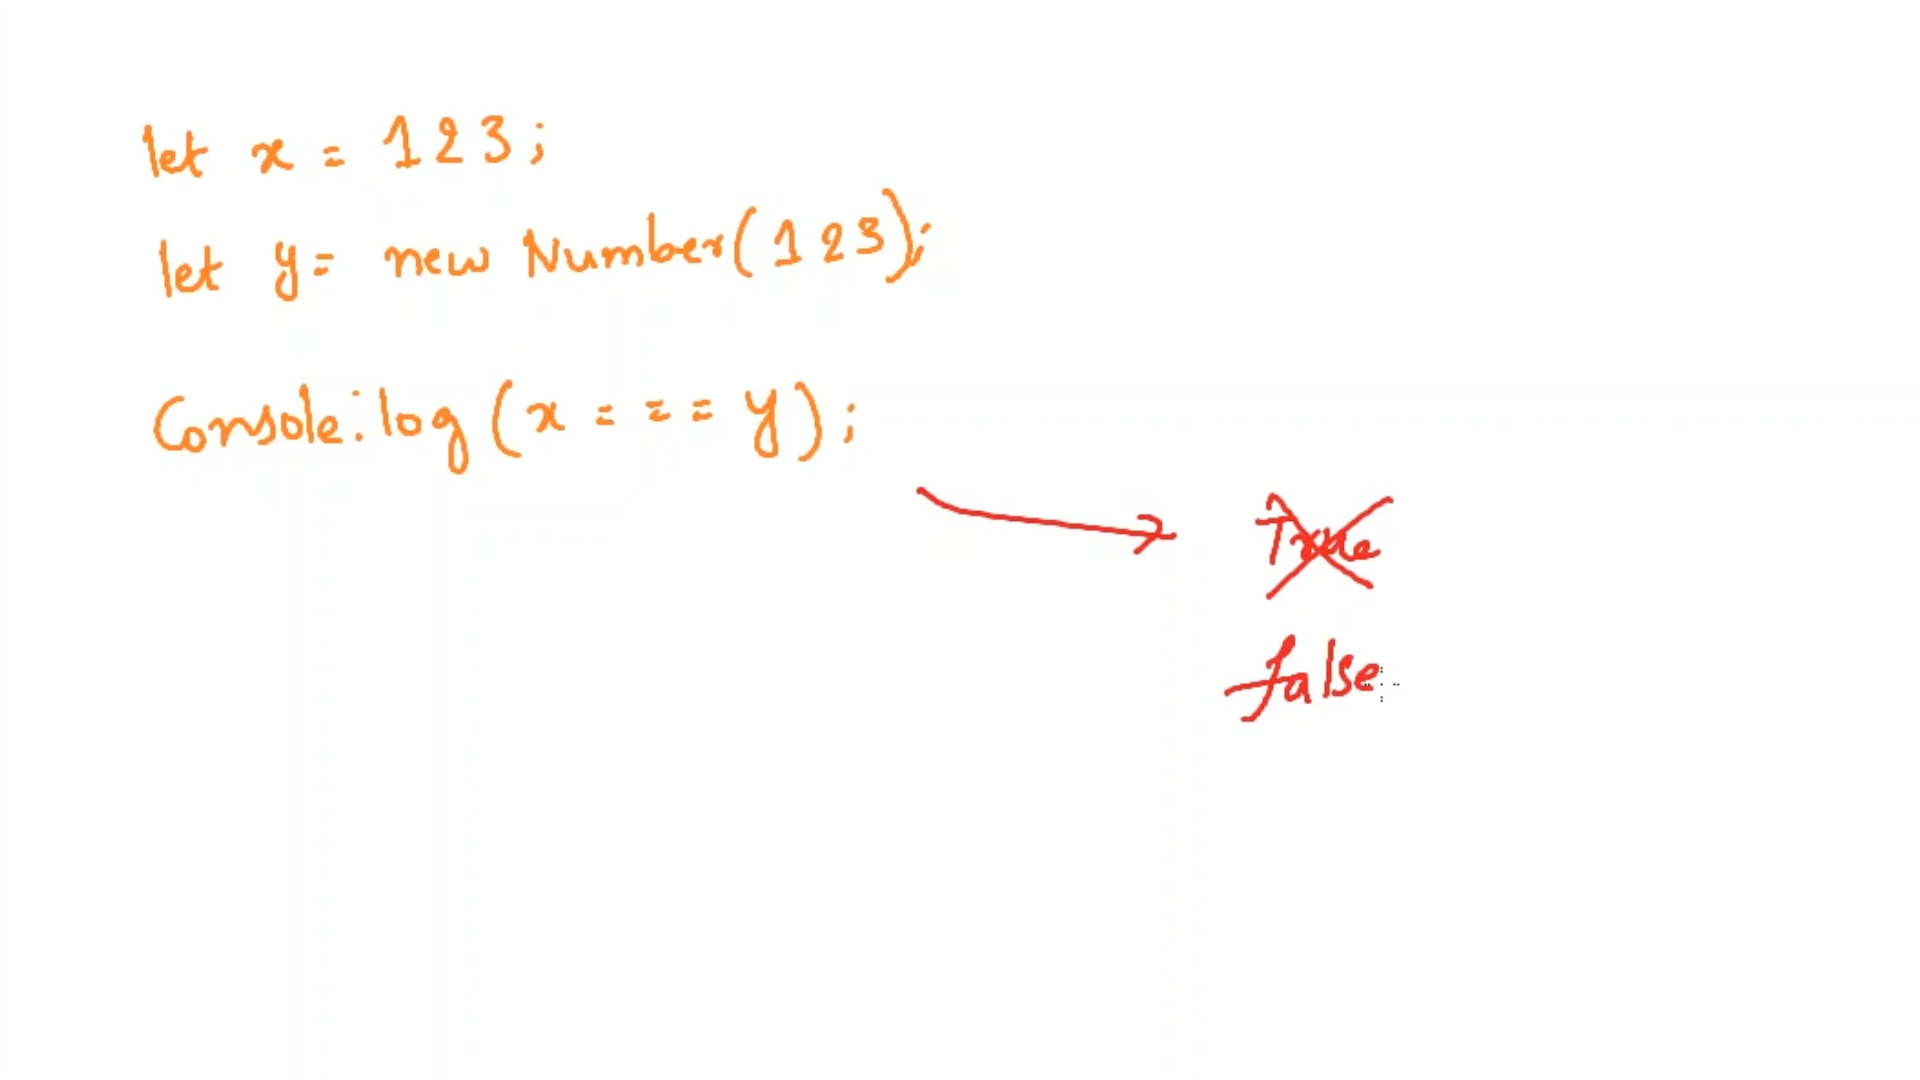 let x = 123;
let y = new Number(123);
Console.log(x === y);
True
false